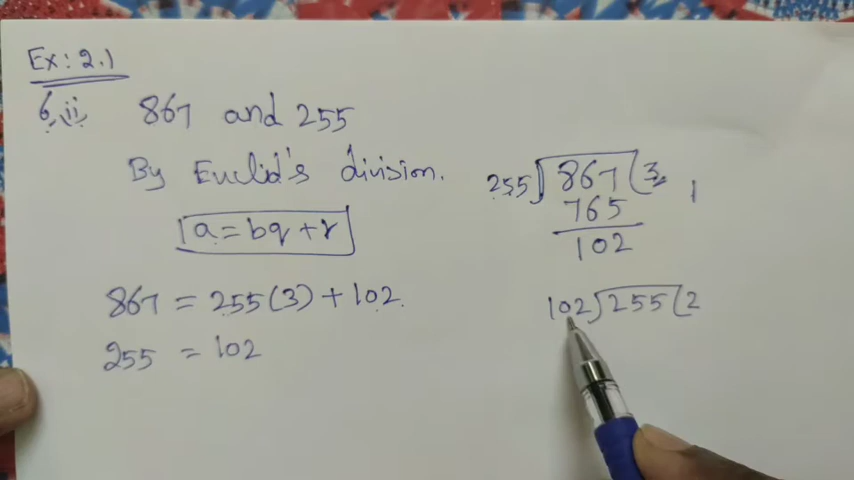 Ex: 2.1
6. ii 867 and 255
By Euclid's division.
a = bq + r
867 = 255(3) + 102.
255 = 102
255) 867 (3
765
102
1
102) 255 (2